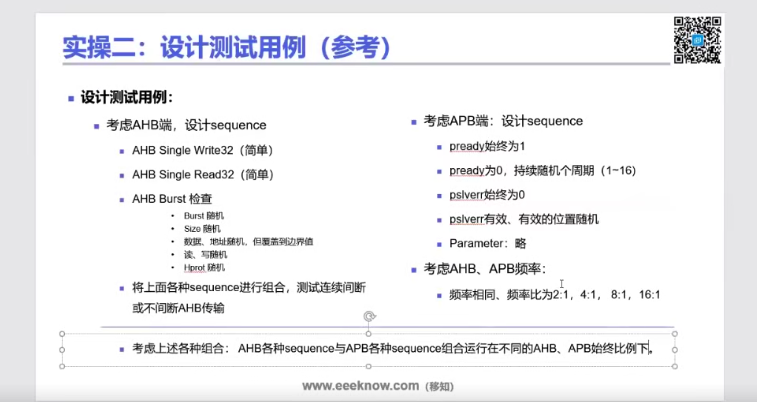 实操二：设计测试用例（参考）
设计测试用例：
考虑AHB端，设计sequence
AHB Single Write32（简单）
AHB Single Read32（简单）
AHB Burst 检查
Burst 随机
Size 随机
数据、地址随机，但覆盖到边界值
读、写随机
Hprot 随机
将上面各种sequence进行组合，测试连续间断
或不间断AHB传输
考虑APB端：设计sequence
pready始终为1
pready为0，持续随机个周期（1~16）
pslverr始终为0
pslverr有效、有效的位置随机
Parameter：略
考虑AHB、APB频率：
频率相同、频率比为2:1，4:1， 8:1，16:1
考虑上述各种组合： AHB各种sequence与APB各种sequence组合运行在不同的AHB、APB始终比例下。
www.eeeknow.com（移知）